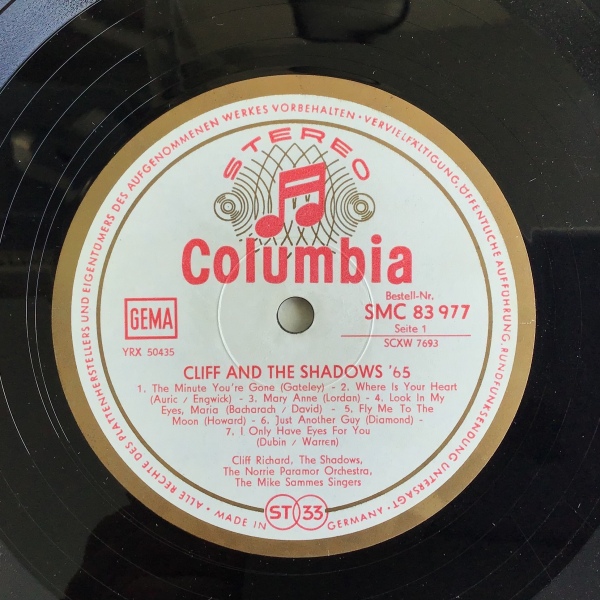 ALLE RECHTE DES PLATTENHERSTELLERS UND EIGENTÜMERS DES AUFGENOMMENEN WERKES VORBEHALTEN · VERVIELFÄLTIGUNG, ÖFFENTLICHE AUFFÜHRUNG, RUNDFUNKSENDUNG UNTERSAGT ·
STEREO
Columbia
GEMA
YRX 50435
Bestell-Nr.
SMC 83 977
Seite 1
SCXW 7693
CLIFF AND THE SHADOWS '65
1. The Minute You're Gone (Gateley) - 2. Where Is Your Heart
(Auric / Engwick) - 3. Mary Anne (Lordan) - 4. Look In My
Eyes, Maria (Bacharach / David) - 5. Fly Me To The
Moon (Howard) - 6. Just Another Guy (Diamond) -
7. I Only Have Eyes For You
(Dubin / Warren)
Cliff Richard, The Shadows,
The Norrie Paramor Orchestra,
The Mike Sammes Singers
· MADE IN GERMANY ·
ST 33